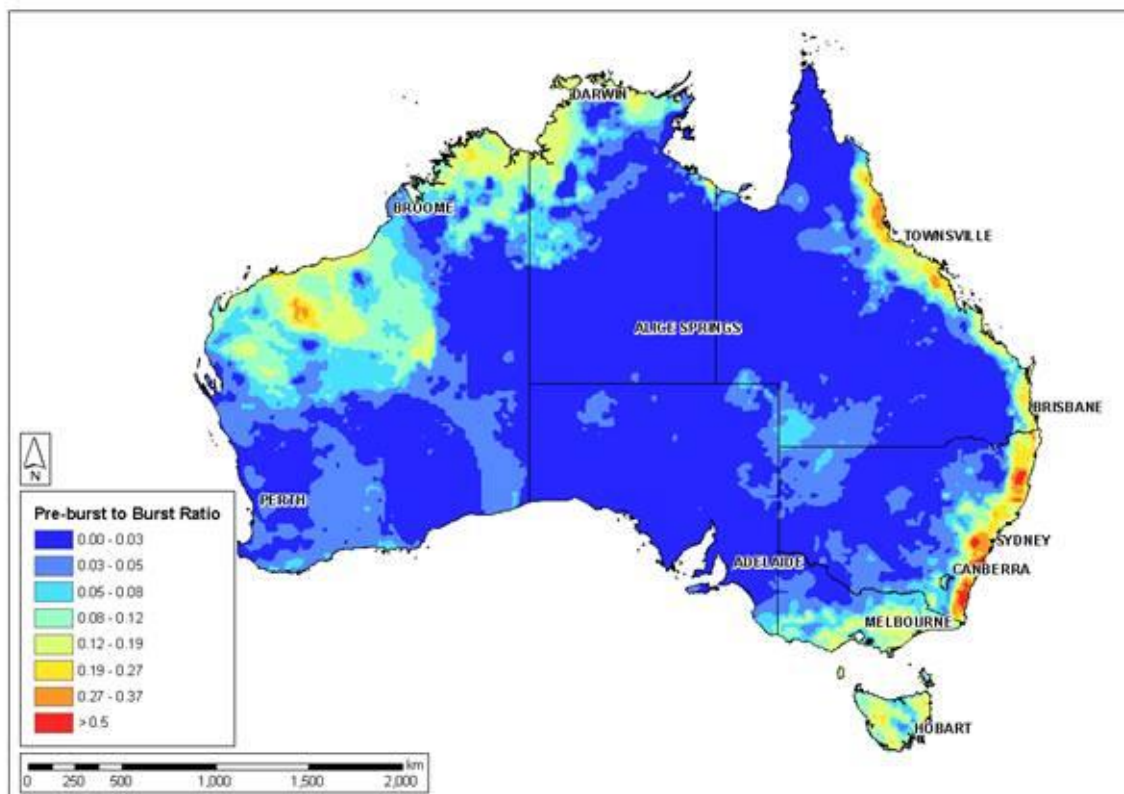 DARWIN
BROOME
TOWNSVILLE
ALICE SPRINGS
BRISBANE
PERTH
SYDNEY
ADELAIDE
CANBERRA
MELBOURNE
HOBART
N
Pre-burst to Burst Ratio
0.00 - 0.03
0.03 - 0.05
0.05 - 0.08
0.08 - 0.12
0.12 - 0.19
0.19 - 0.27
0.27 - 0.37
>0.5
km
0 250 500 1,000 1,500 2,000